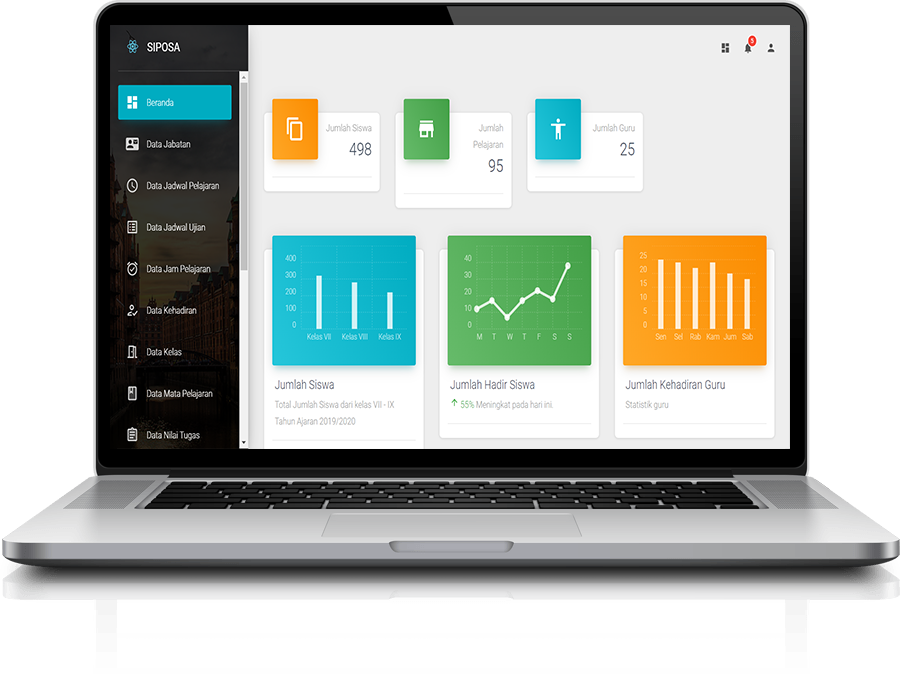 SIPOSA
Beranda
Data Jabatan
Data Jadwal Pelajaran
Data Jadwal Ujian
Data Jam Pelajaran
Data Kehadiran
Data Kelas
Data Mata Pelajaran
Data Nilai Tugas
5
Jumlah Siswa
498
Jumlah
Pelajaran
95
Jumlah Guru
25
400
300
200
100
0
Kelas VII Kelas VIII Kelas IX
Jumlah Siswa
Total Jumlah Siswa dari kelas VII - IX
Tahun Ajaran 2019/2020
40
30
20
10
0
M T W T F S S
Jumlah Hadir Siswa
55% Meningkat pada hari ini.
25
20
15
10
5
0
Sen Sel Rab Kam Jum Sab
Jumlah Kehadiran Guru
Statistik guru